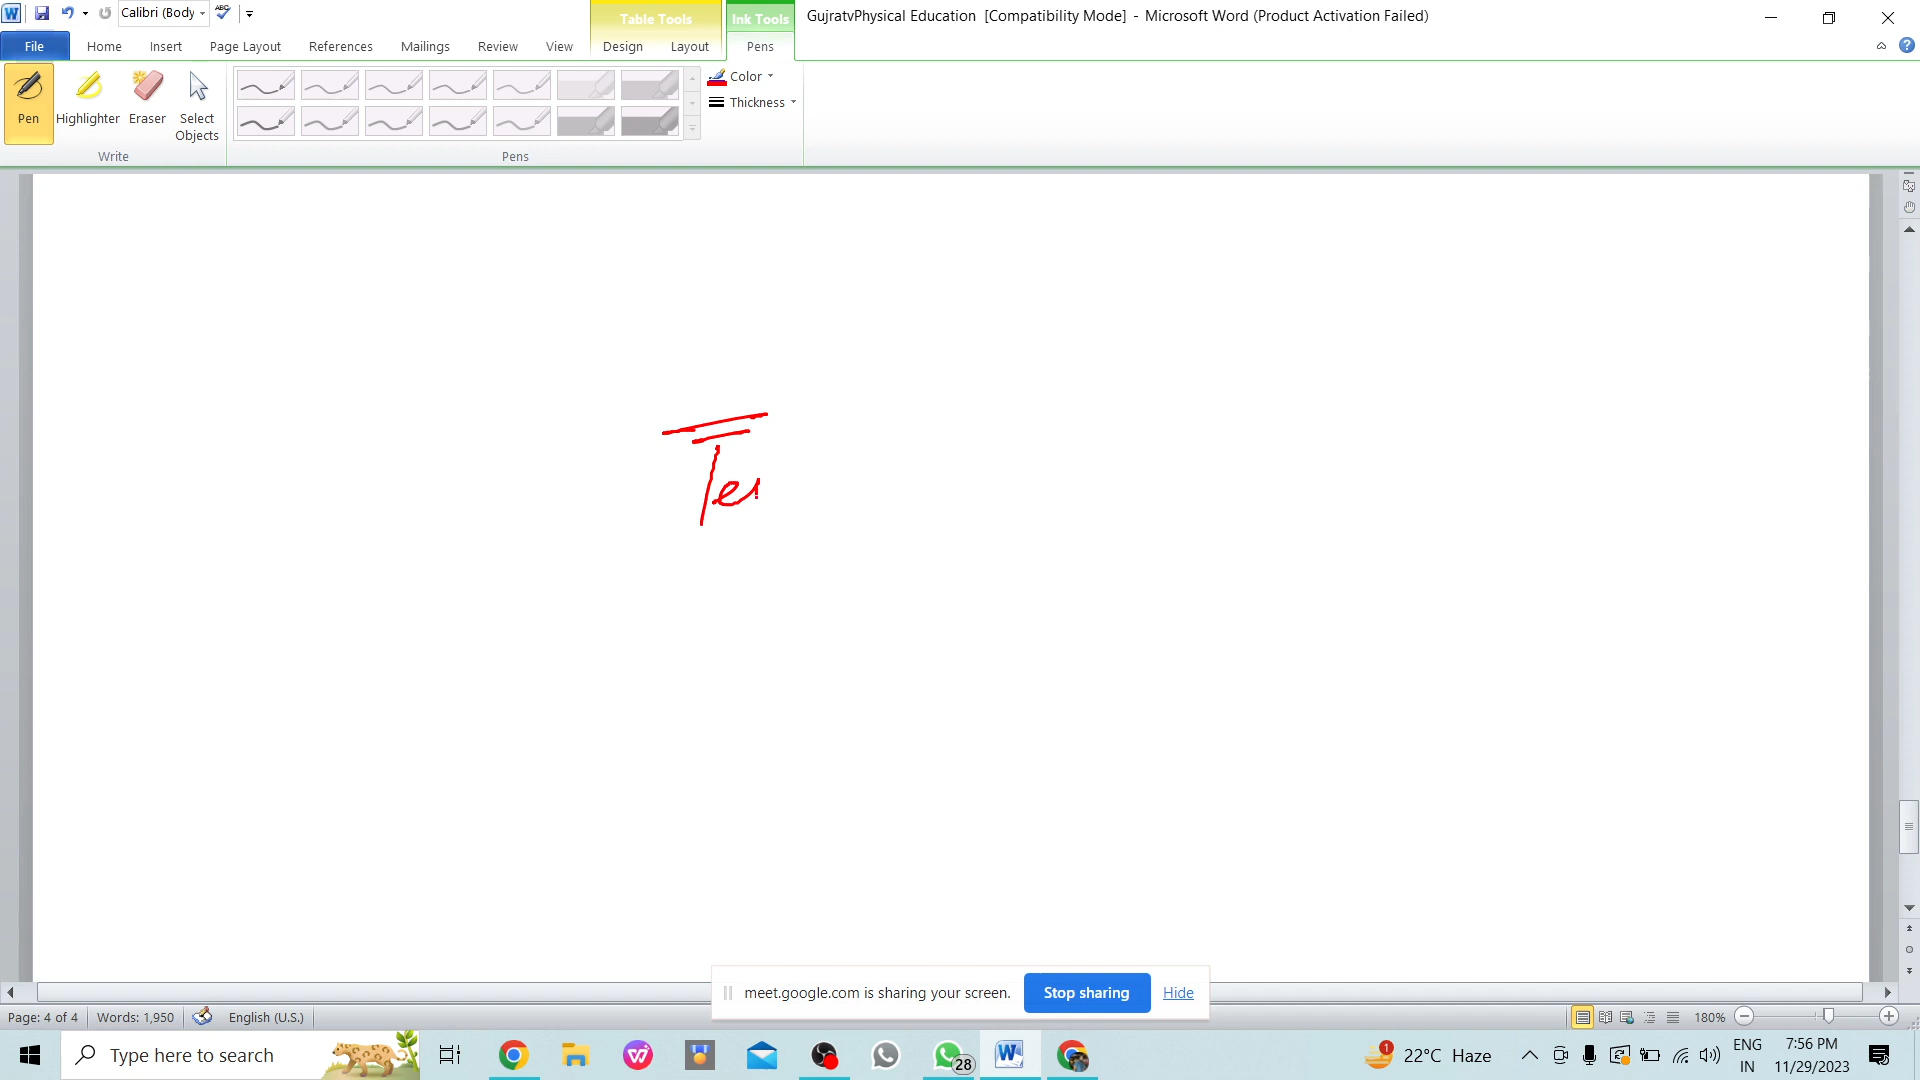 Calibri (Body
Table Tools
Ink Tools
GujratvPhysical Education [Compatibility Mode] - Microsoft Word (Product Activation Failed)
File Home Insert Page Layout References Mailings Review View Design Layout Pens
Pen Highlighter Eraser Select Objects
Color
Thickness
Write Pens
meet.google.com is sharing your screen. Stop sharing Hide
Page: 4 of 4 Words: 1,950 English (U.S.) 180%
Type here to search 28 1 22°C Haze ENG IN 7:56 PM 11/29/2023